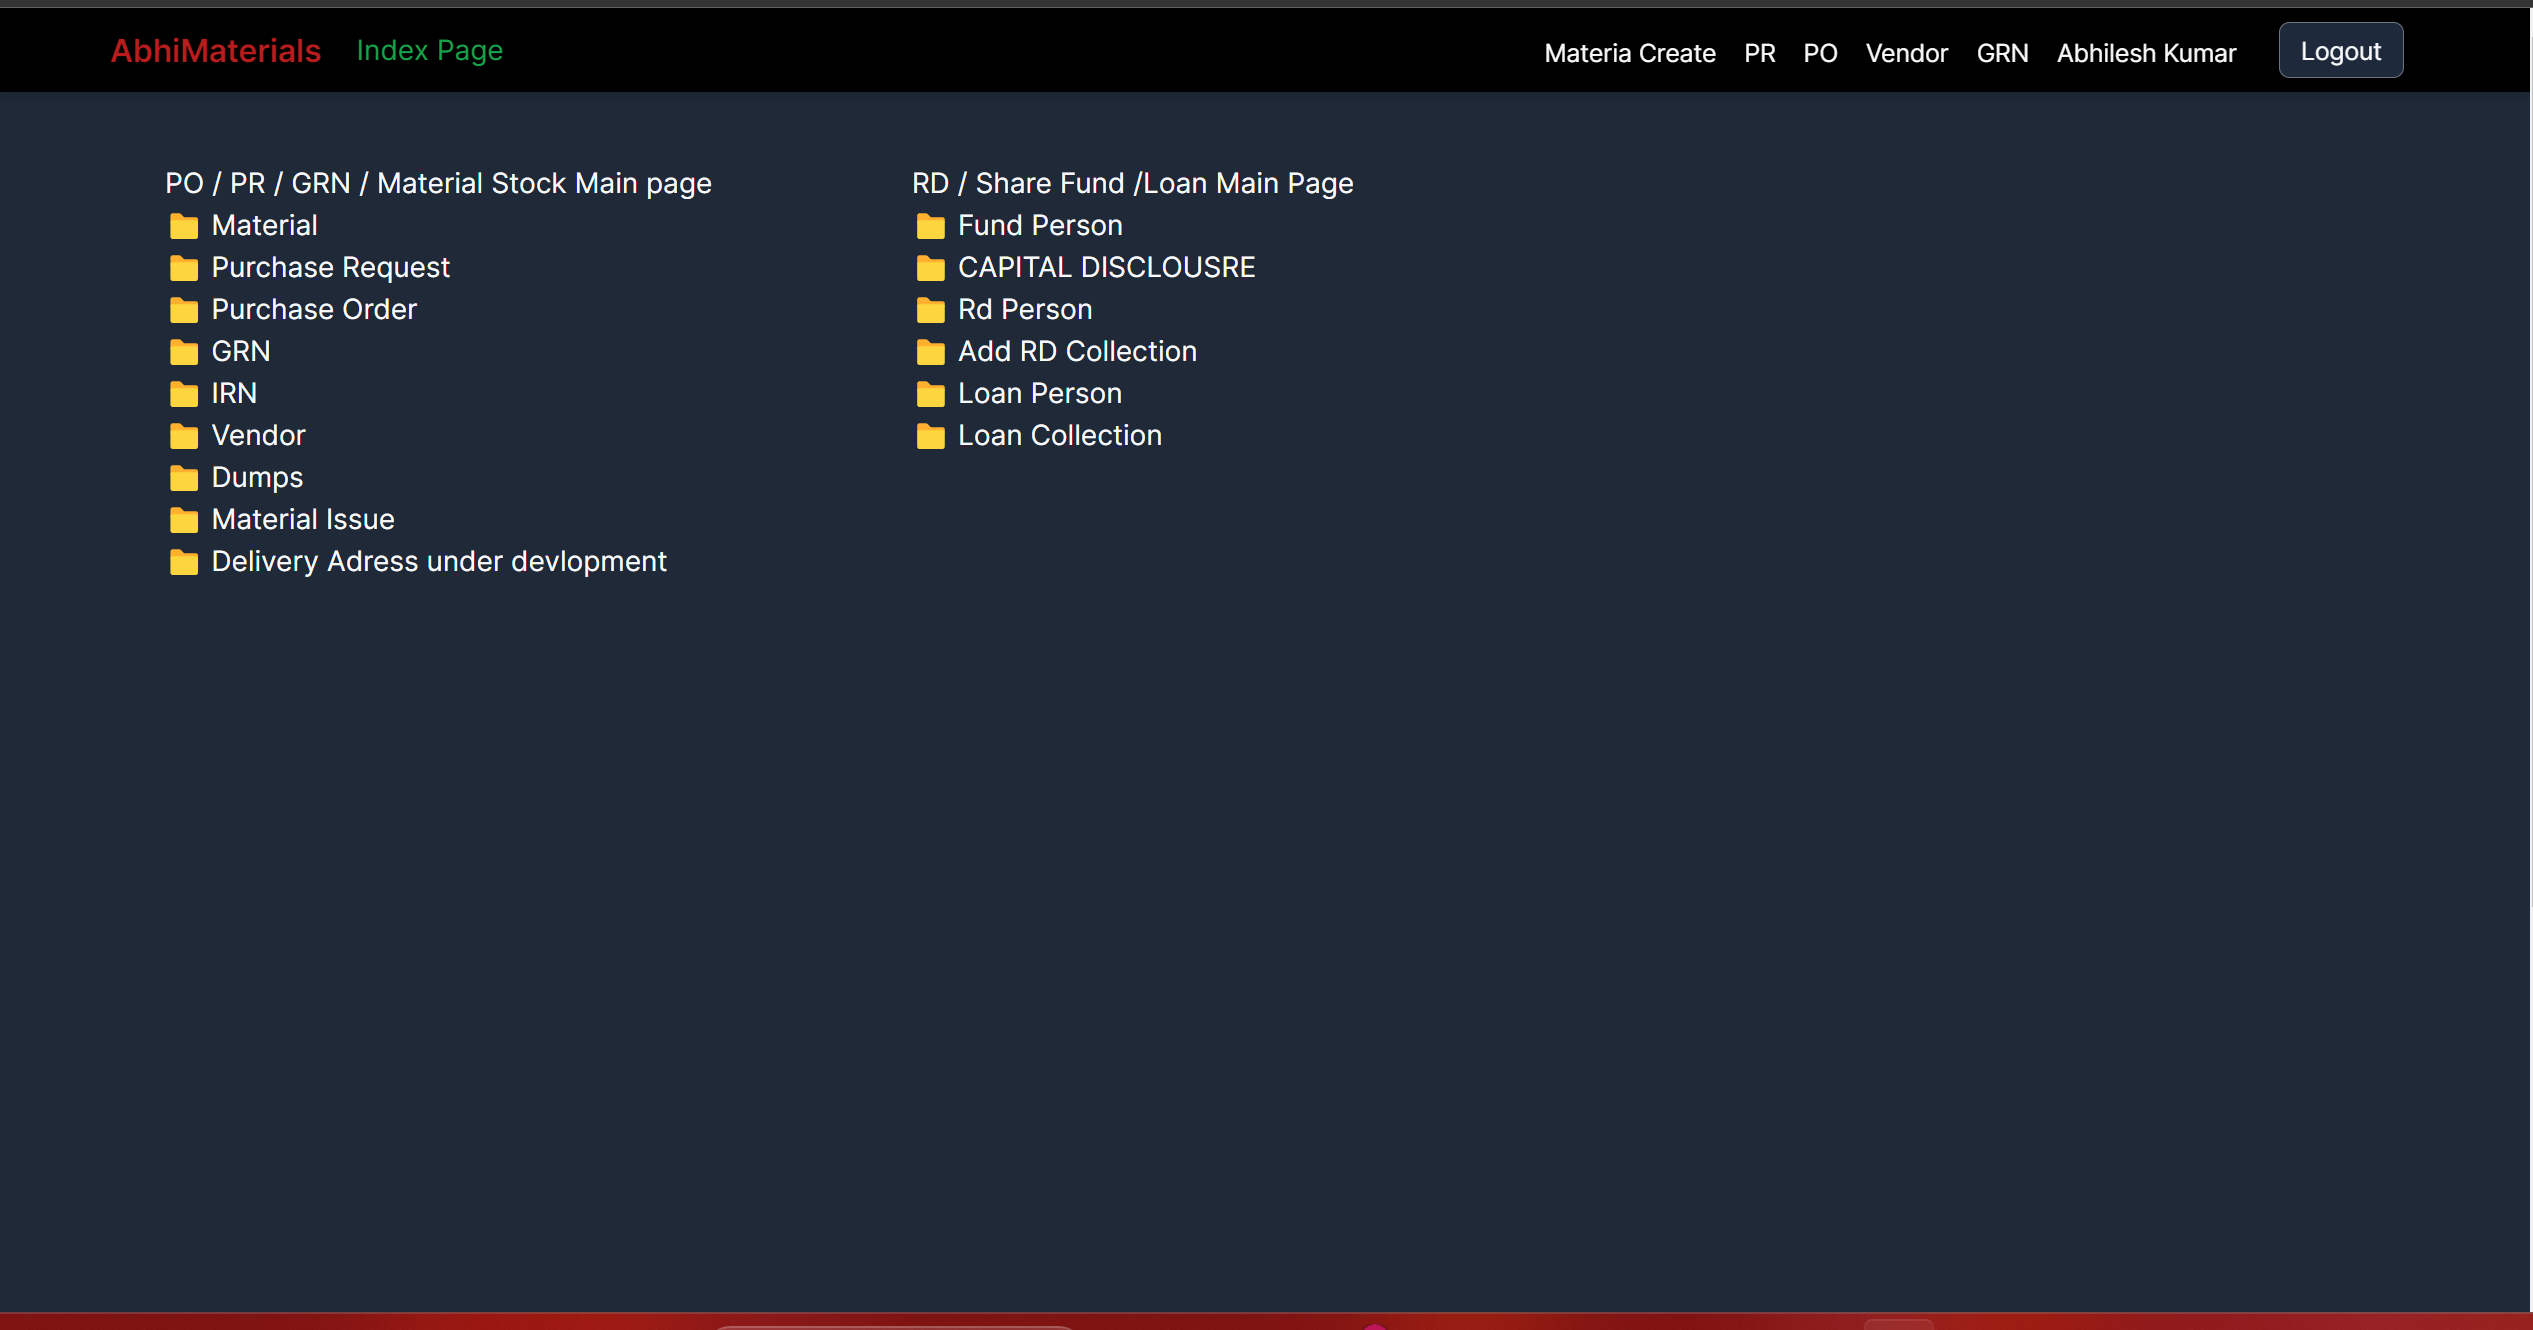 AbhiMaterials Index Page Materia Create PR PO Vendor GRN Abhilesh Kumar Logout
PO / PR / GRN / Material Stock Main page
Material
Purchase Request
Purchase Order
GRN
IRN
Vendor
Dumps
Material Issue
Delivery Adress under devlopment
RD / Share Fund /Loan Main Page
Fund Person
CAPITAL DISCLOUSRE
Rd Person
Add RD Collection
Loan Person
Loan Collection